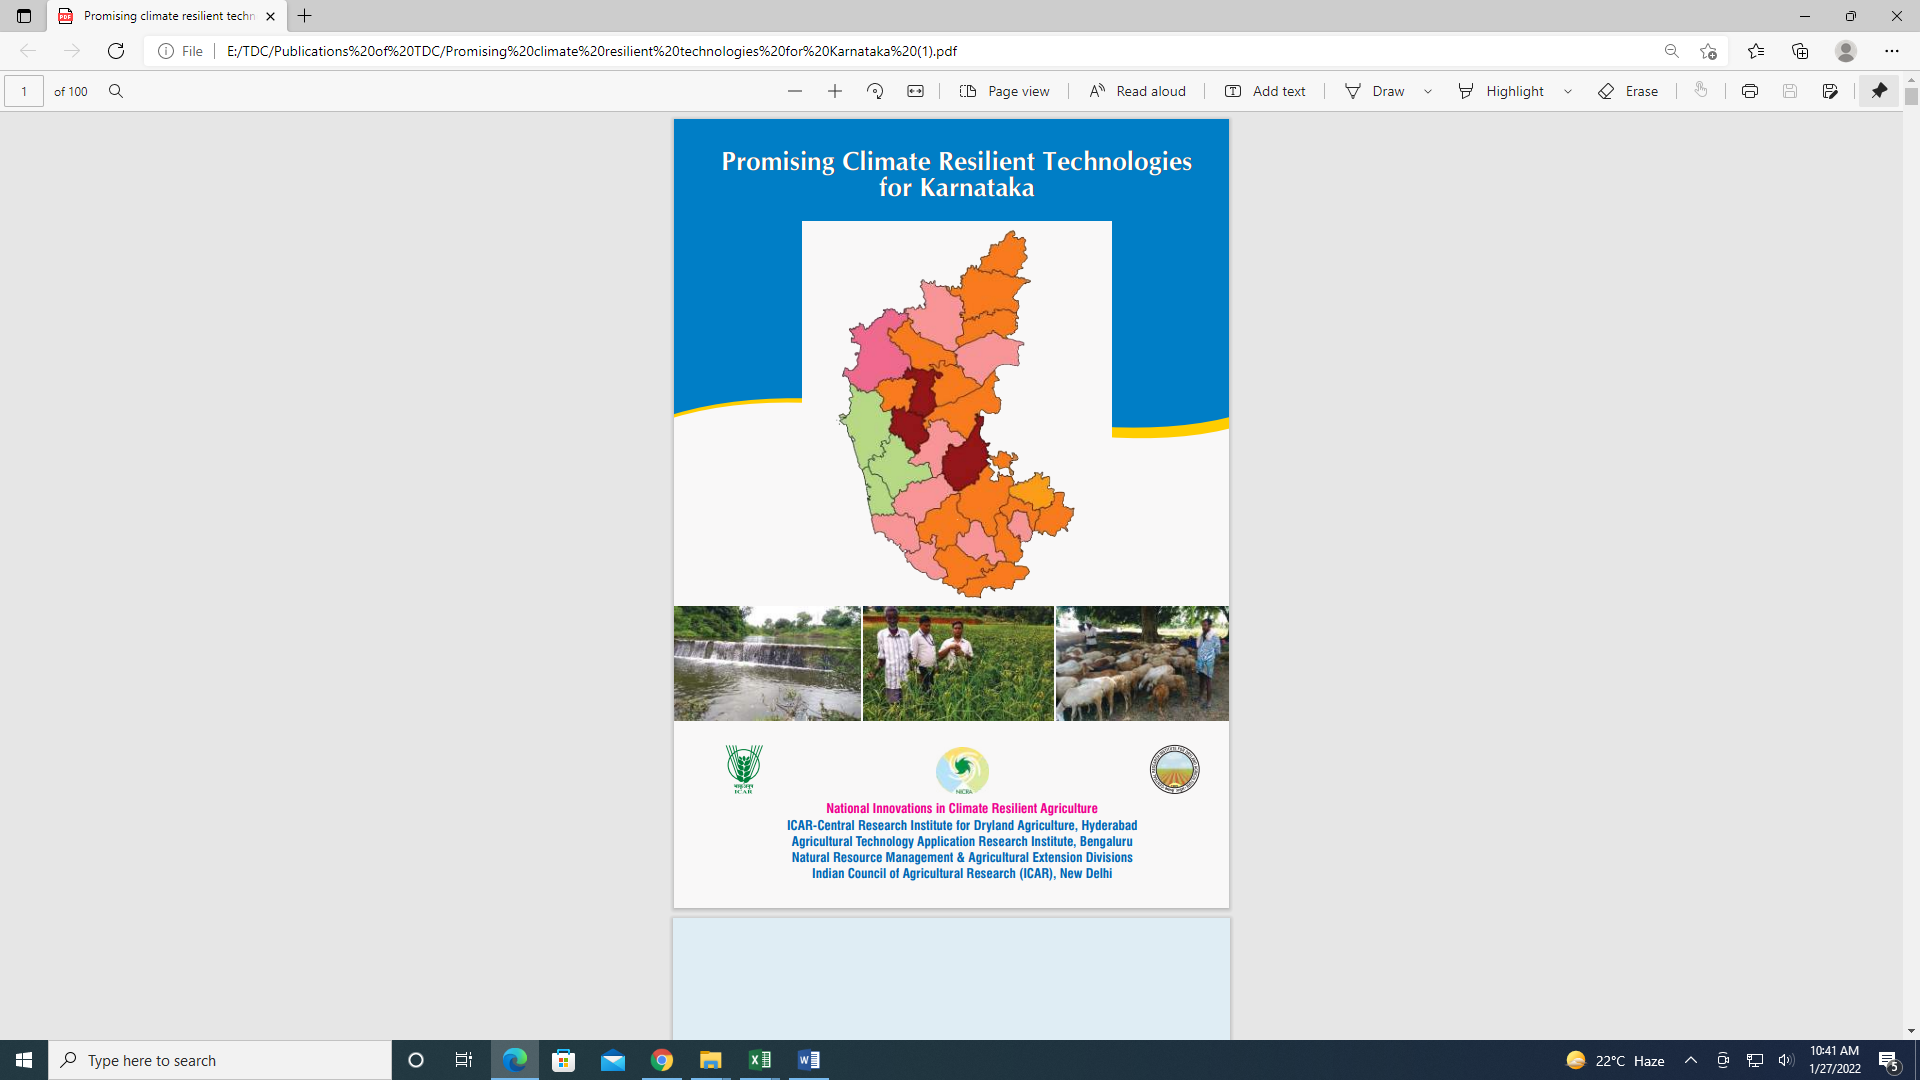 Promising climate resilient techn
File
E:/TDC/Publications%20of%20TDC/Promising%20climate%20resilient%20technologies%20for%20Karnataka%20(1).pdf
1
of 100
Page view
Read aloud
Add text
Draw
Highlight
Erase
Promising Climate Resilient Technologies
for Karnataka
ICAR
NICRA
National Innovations in Climate Resilient Agriculture
ICAR-Central Research Institute for Dryland Agriculture, Hyderabad
Agricultural Technology Application Research Institute, Bengaluru
Natural Resource Management & Agricultural Extension Divisions
Indian Council of Agricultural Research (ICAR), New Delhi
Type here to search
22°C Haze
10:41 AM
1/27/2022
5